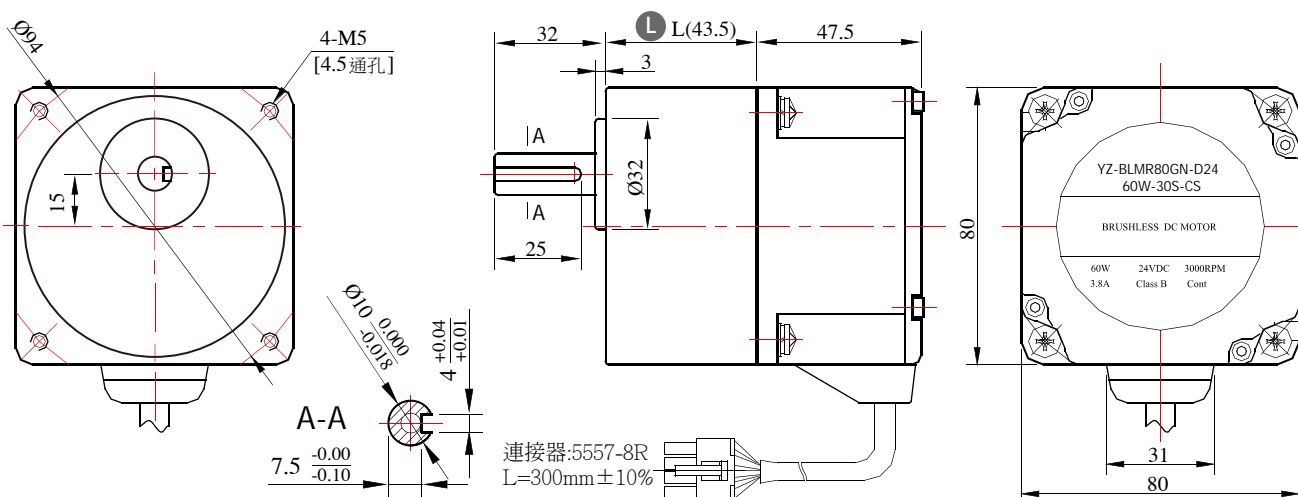 Ø94
4-M5
[4.5通孔]
15
32
L L(43.5)
47.5
3
A
Ø32
A
25
80
YZ-BLMR80GN-D24
60W-30S-CS
BRUSHLESS DC MOTOR
60W 24VDC 3000RPM
3.8A Class B Cont
Ø10 0.000
-0.018
4 +0.04
+0.01
A-A
7.5 -0.00
-0.10
連接器:5557-8R
L=300mm±10%
31
80